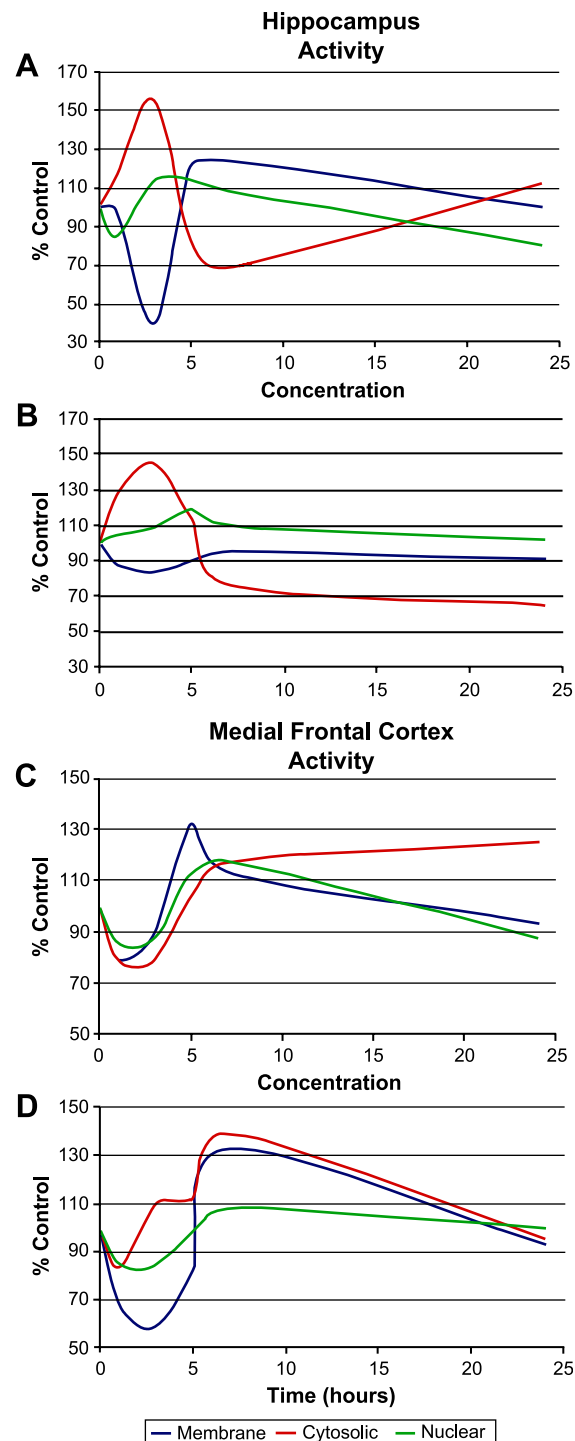 Hippocampus
Activity
A
170
150
130
110
90
70
50
30
% Control
0 5 10 15 20 25
Concentration
B
170
150
130
110
90
70
50
30
% Control
0 5 10 15 20 25
Medial Frontal Cortex
Activity
C
150
130
110
90
70
50
% Control
0 5 10 15 20 25
Concentration
D
150
130
110
90
70
50
% Control
0 5 10 15 20 25
Time (hours)
Membrane Cytosolic Nuclear